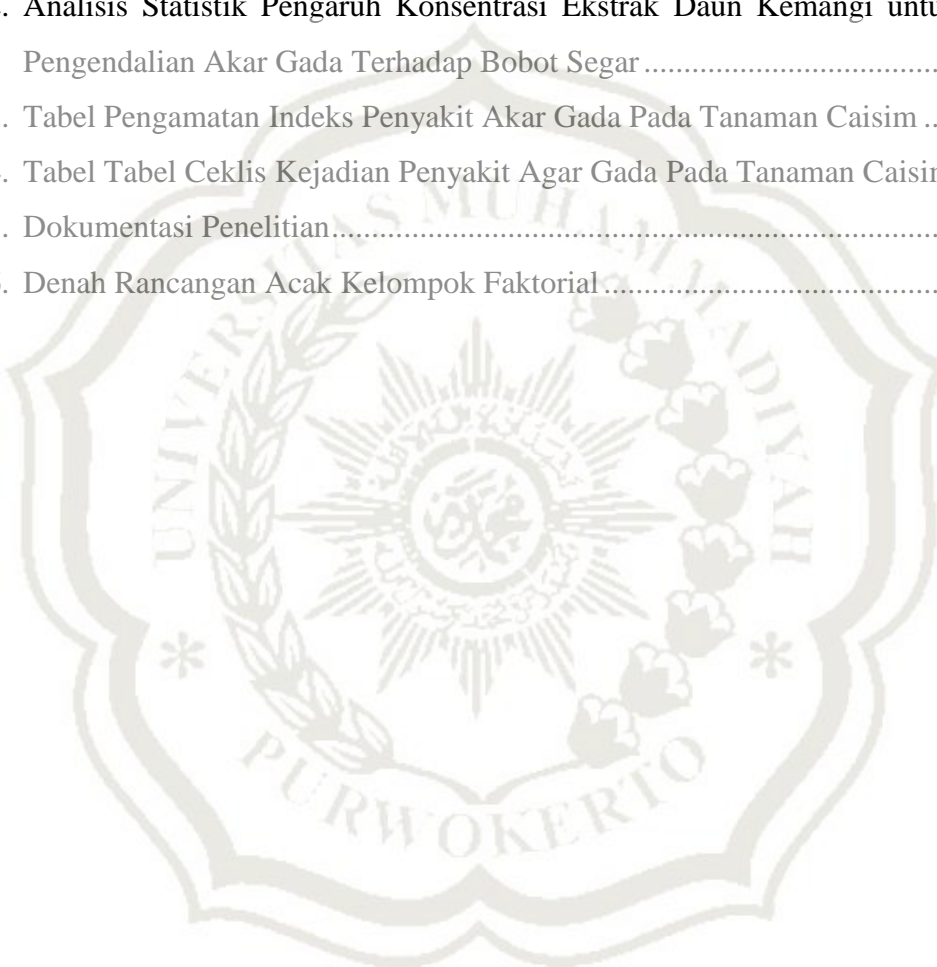 . Analisis Statistik Pengaruh Konsentrasi Ekstrak Daun Kemangi untu
Pengendalian Akar Gada Terhadap Bobot Segar ....................................
. Tabel Pengamatan Indeks Penyakit Akar Gada Pada Tanaman Caisim ..
. Tabel Tabel Ceklis Kejadian Penyakit Agar Gada Pada Tanaman Caisi
. Dokumentasi Penelitian..........................................................................
. Denah Rancangan Acak Kelompok Faktorial .........................................
UNIVERSITAS MUHAMMADIYAH
PURWOKERTO